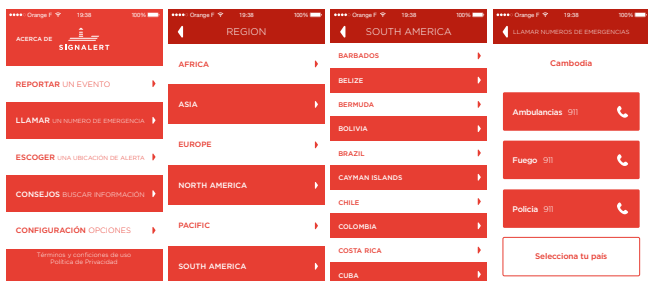 Orange F 19:38 100%
ACERCA DE
SIGNALERT
REPORTAR UN EVENTO
LLAMAR UN NUMERO DE EMERGENCIA
ESCOGER UNA UBICACIÓN DE ALERTA
CONSEJOS BUSCAR INFORMACIÓN
CONFIGURACIÓN OPCIONES
Términos y conficiones de uso
Política de Privacidad
Orange F 19:38 100%
REGION
AFRICA
ASIA
EUROPE
NORTH AMERICA
PACIFIC
SOUTH AMERICA
Orange F 19:38 100%
SOUTH AMERICA
BARBADOS
BELIZE
BERMUDA
BOLIVIA
BRAZIL
CAYMAN ISLANDS
CHILE
COLOMBIA
COSTA RICA
CUBA
Orange F 19:38 100%
LLAMAR NUMEROS DE EMERGENCIAS
Cambodia
Ambulancias 911
Fuego 911
Policia 911
Selecciona tu país